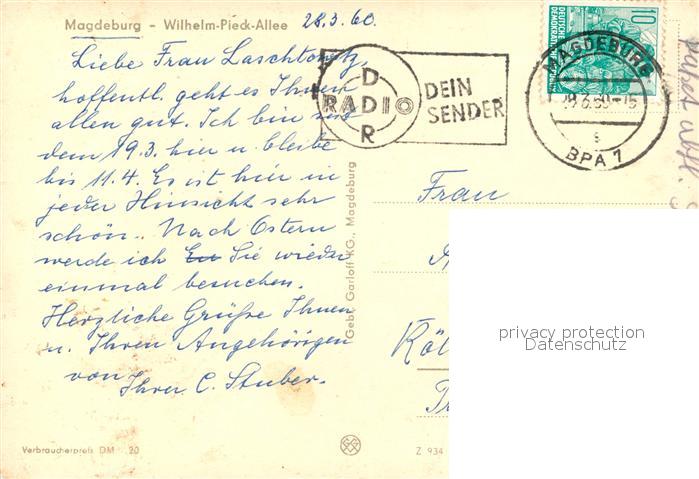 Magdeburg - Wilhelm-Pieck-Allee 28.3.60.
Liebe Frau
hoffentl. geht es Ihnen
allen gut. Ich bin seit
dem 19.3. hier u. bleibe
bis 11.4. Es ist hier in
jeder Hinsicht sehr
schön. Nach Ostern
werde ich Sie wieder
einmal besuchen.
Herzliche Grüße Ihnen
u. Ihren Angehörigen
von
Ihrer C. Stuber.
Verbraucherpreis DM 20
Gebr. Garloff KG., Magdeburg
DDR
RADIO
DEIN
SENDER
10
DEUTSCHE
DEMOKRATISCHE
MAGDEBURG
BPA 7
Frau
Köl
Z 934
privacy protection
Datenschutz